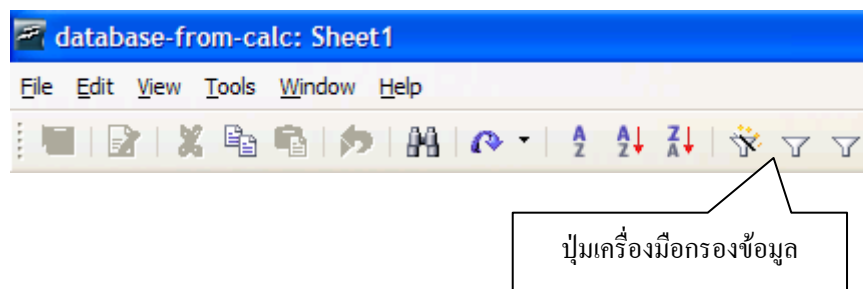 database-from-calc: Sheet1
File Edit View Tools Window Help
A Z A Z Z A
ปุ่มเครื่องมือกรองข้อมูล